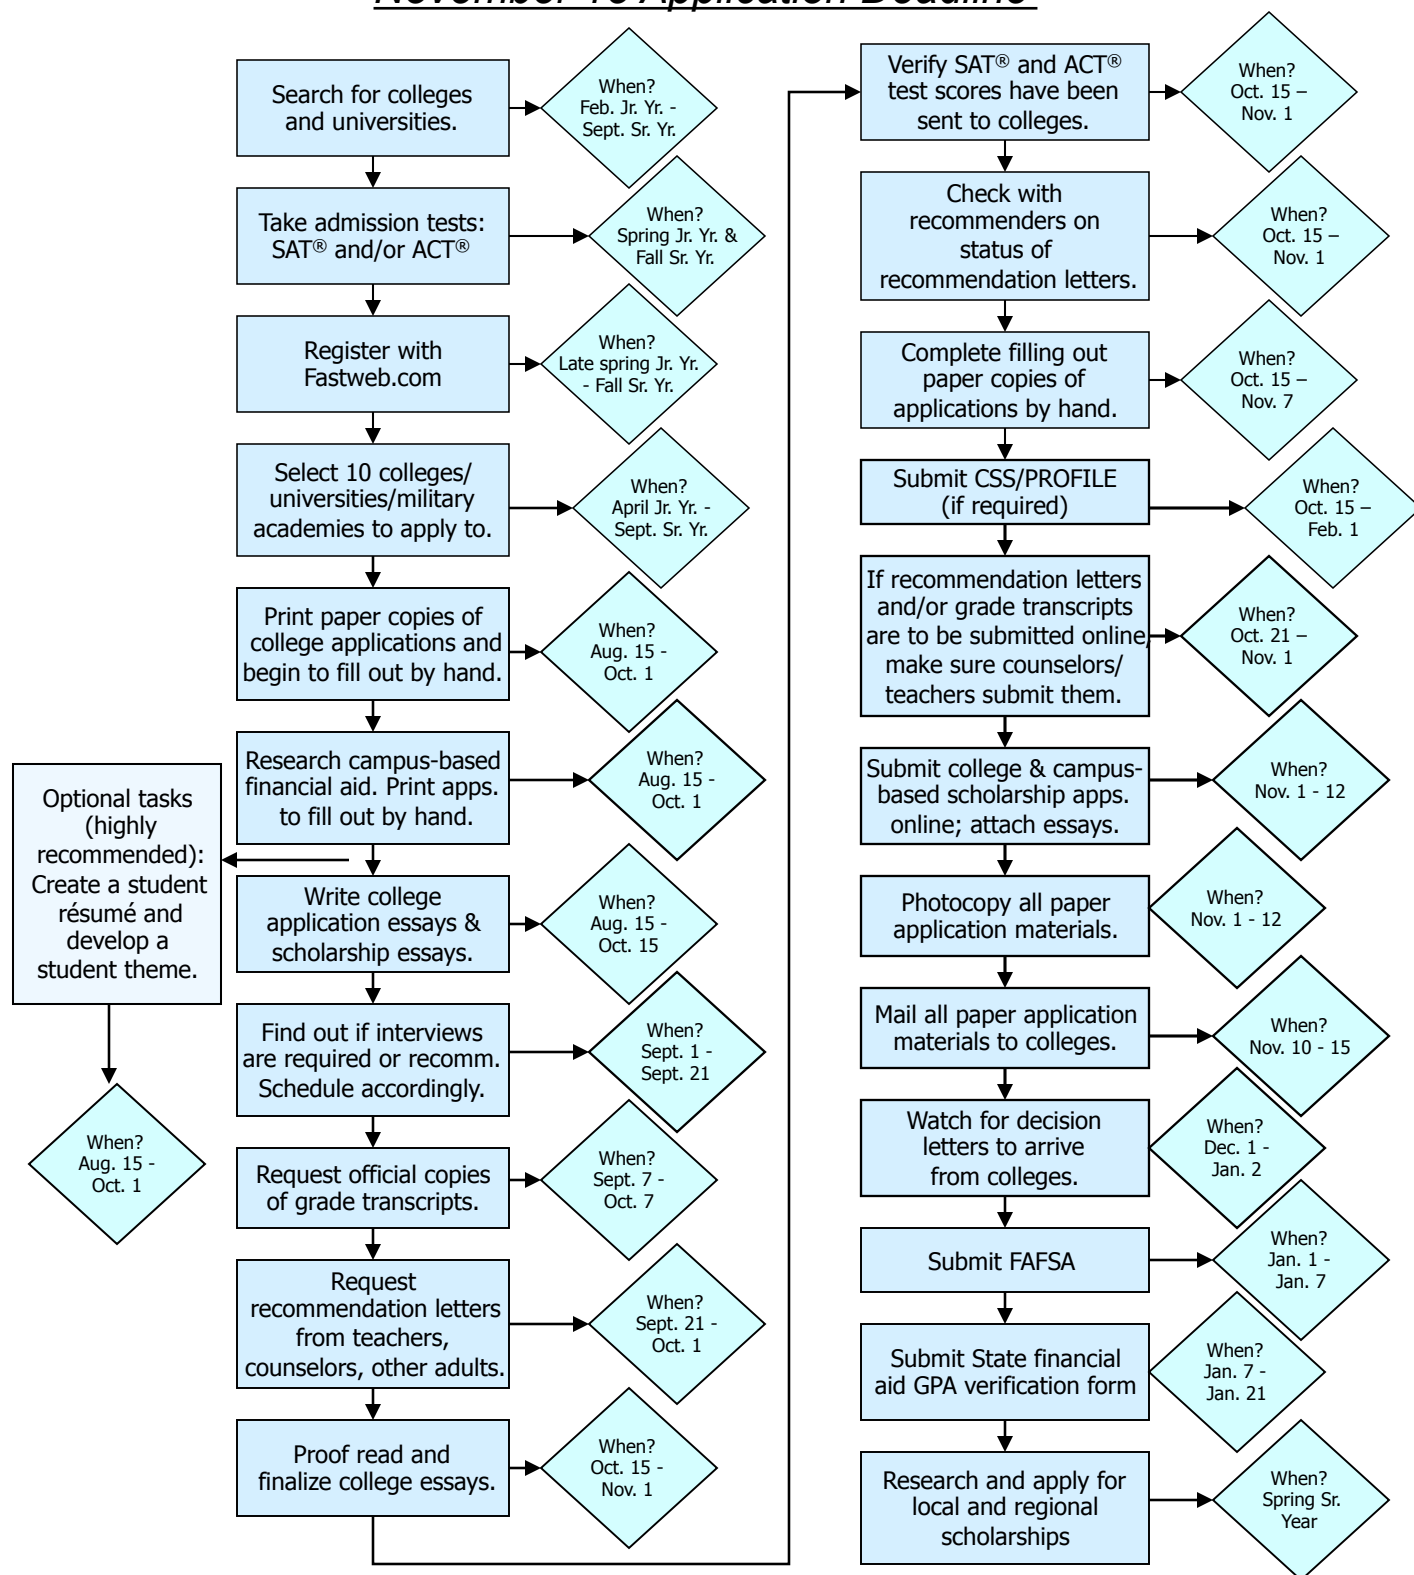 November Application Deadline
Search for colleges
and universities.
When?
Feb. Jr. Yr. -
Sept. Sr. Yr.
Take admission tests:
SAT® and/or ACT®
When?
Spring Jr. Yr. &
Fall Sr. Yr.
Register with
Fastweb.com
When?
Late spring Jr. Yr.
- Fall Sr. Yr.
Select 10 colleges/
universities/military
academies to apply to.
When?
April Jr. Yr. -
Sept. Sr. Yr.
Print paper copies of
college applications and
begin to fill out by hand.
When?
Aug. 15 -
Oct. 1
Research campus-based
financial aid. Print apps.
to fill out by hand.
When?
Aug. 15 -
Oct. 1
Optional tasks
(highly
recommended):
Create a student
résumé and
develop a
student theme.
When?
Aug. 15 -
Oct. 1
Write college
application essays &
scholarship essays.
When?
Aug. 15 -
Oct. 15
Find out if interviews
are required or recomm.
Schedule accordingly.
When?
Sept. 1 -
Sept. 21
Request official copies
of grade transcripts.
When?
Sept. 7 -
Oct. 7
Request
recommendation letters
from teachers,
counselors, other adults.
When?
Sept. 21 -
Oct. 1
Proof read and
finalize college essays.
When?
Oct. 15 -
Nov. 1
Verify SAT® and ACT®
test scores have been
sent to colleges.
When?
Oct. 15 –
Nov. 1
Check with
recommenders on
status of
recommendation letters.
When?
Oct. 15 –
Nov. 1
Complete filling out
paper copies of
applications by hand.
When?
Oct. 15 –
Nov. 7
Submit CSS/PROFILE
(if required)
When?
Oct. 15 –
Feb. 1
If recommendation letters
and/or grade transcripts
are to be submitted online,
make sure counselors/
teachers submit them.
When?
Oct. 21 –
Nov. 1
Submit college & campus-
based scholarship apps.
online; attach essays.
When?
Nov. 1 - 12
Photocopy all paper
application materials.
When?
Nov. 1 - 12
Mail all paper application
materials to colleges.
When?
Nov. 10 - 15
Watch for decision
letters to arrive
from colleges.
When?
Dec. 1 -
Jan. 2
Submit FAFSA
When?
Jan. 1 -
Jan. 7
Submit State financial
aid GPA verification form
When?
Jan. 7 -
Jan. 21
Research and apply for
local and regional
scholarships
When?
Spring Sr.
Year